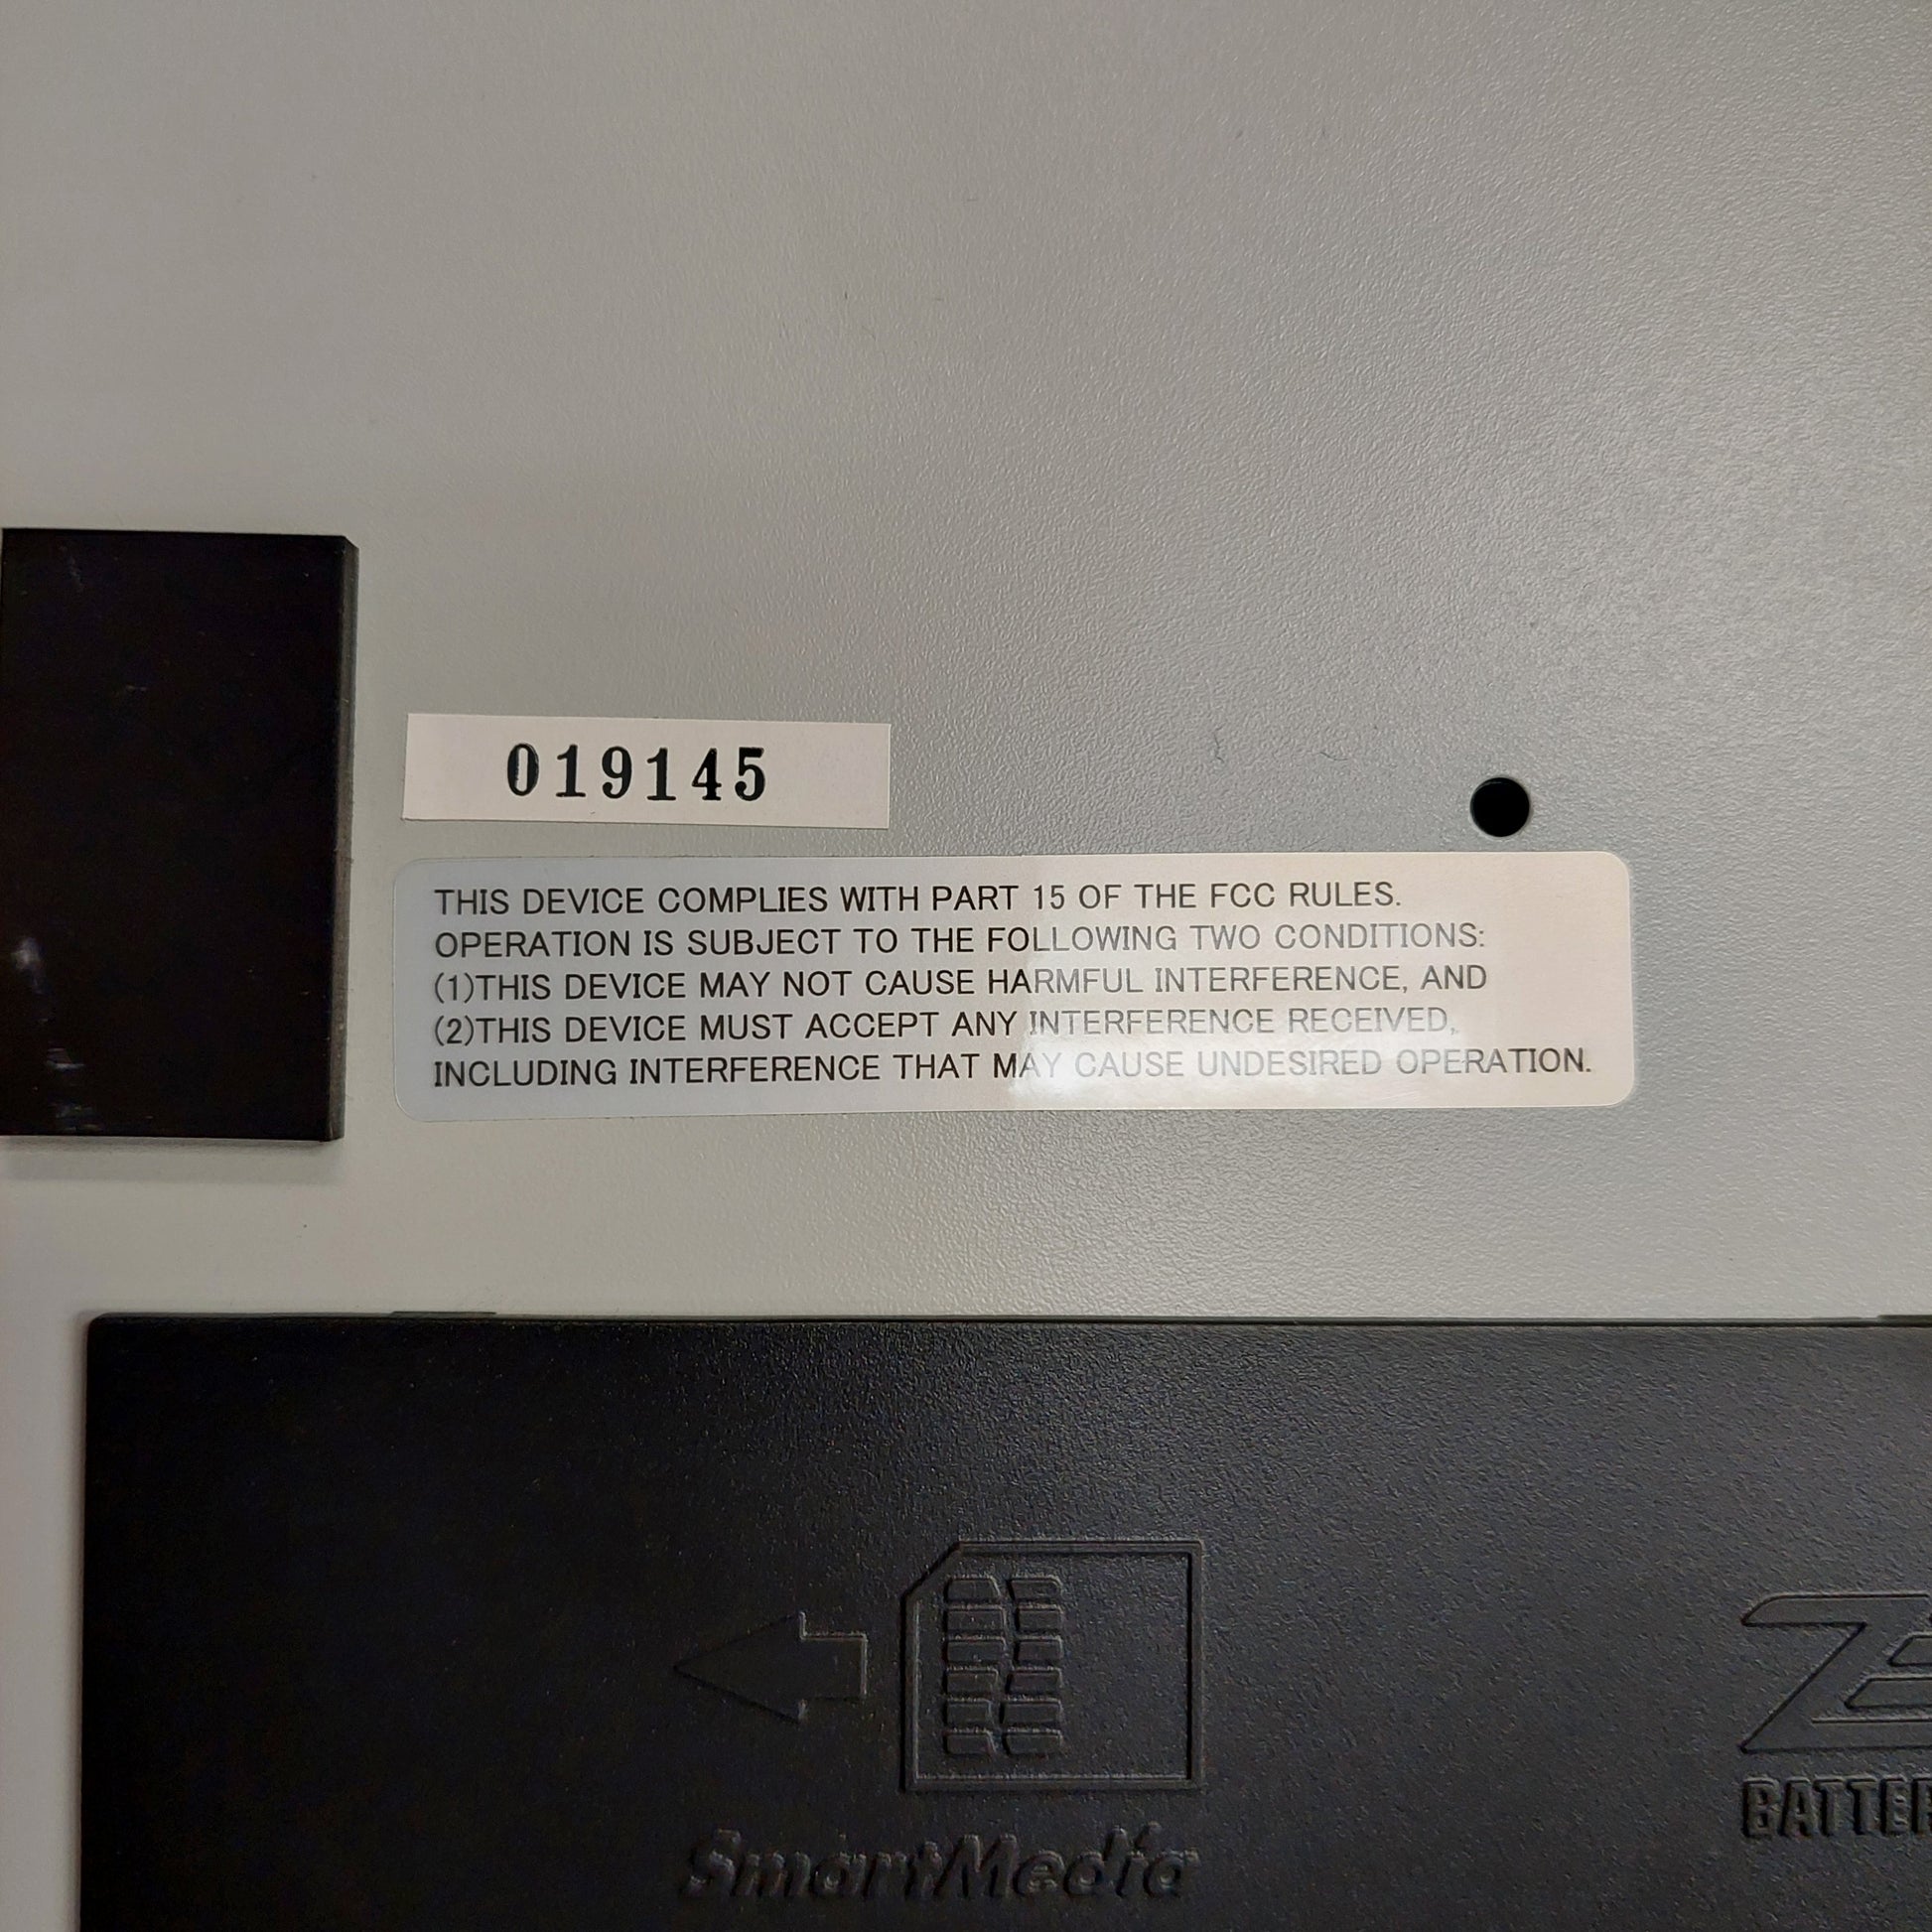 019145
THIS DEVICE COMPLIES WITH PART 15 OF THE FCC RULES.
OPERATION IS SUBJECT TO THE FOLLOWING TWO CONDITIONS:
(1)THIS DEVICE MAY NOT CAUSE HARMFUL INTERFERENCE, AND
(2)THIS DEVICE MUST ACCEPT ANY INTERFERENCE RECEIVED,
INCLUDING INTERFERENCE THAT MAY CAUSE UNDESIRED OPERATION.
SmartMedia